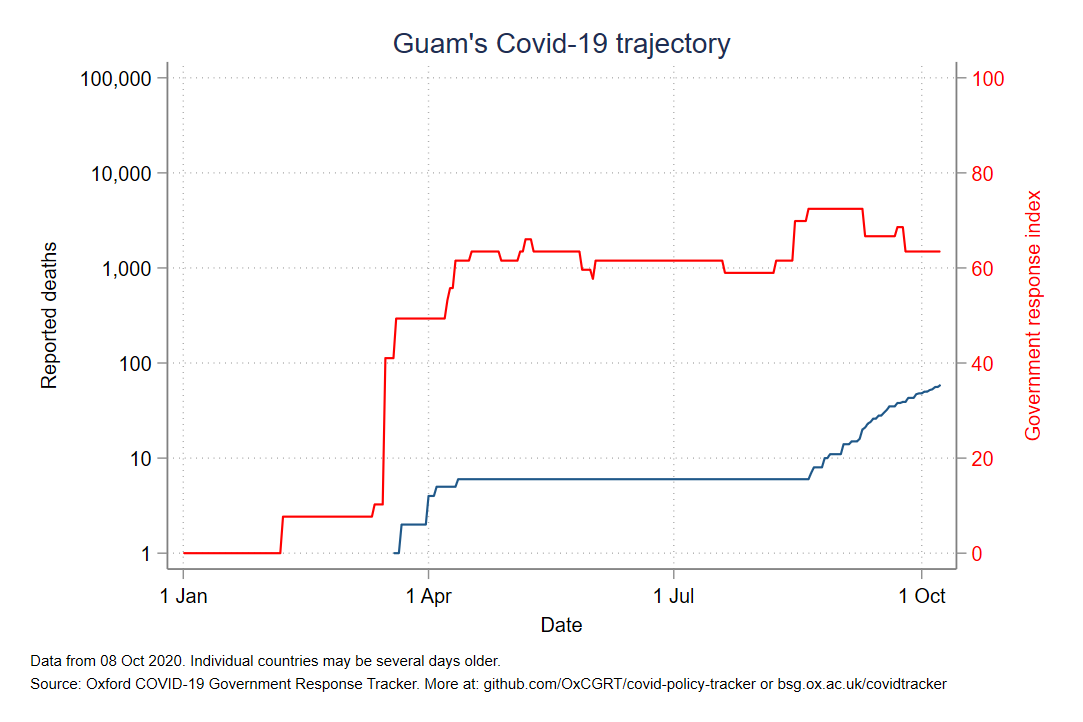 Guam's Covid-19 trajectory
100,000
10,000
1,000
100
10
1
Reported deaths
100
80
60
40
20
0
Government response index
1 Jan
1 Apr
1 Jul
1 Oct
Date
Data from 08 Oct 2020. Individual countries may be several days older.
Source: Oxford COVID-19 Government Response Tracker. More at: github.com/OxCGRT/covid-policy-tracker or bsg.ox.ac.uk/covidtracker